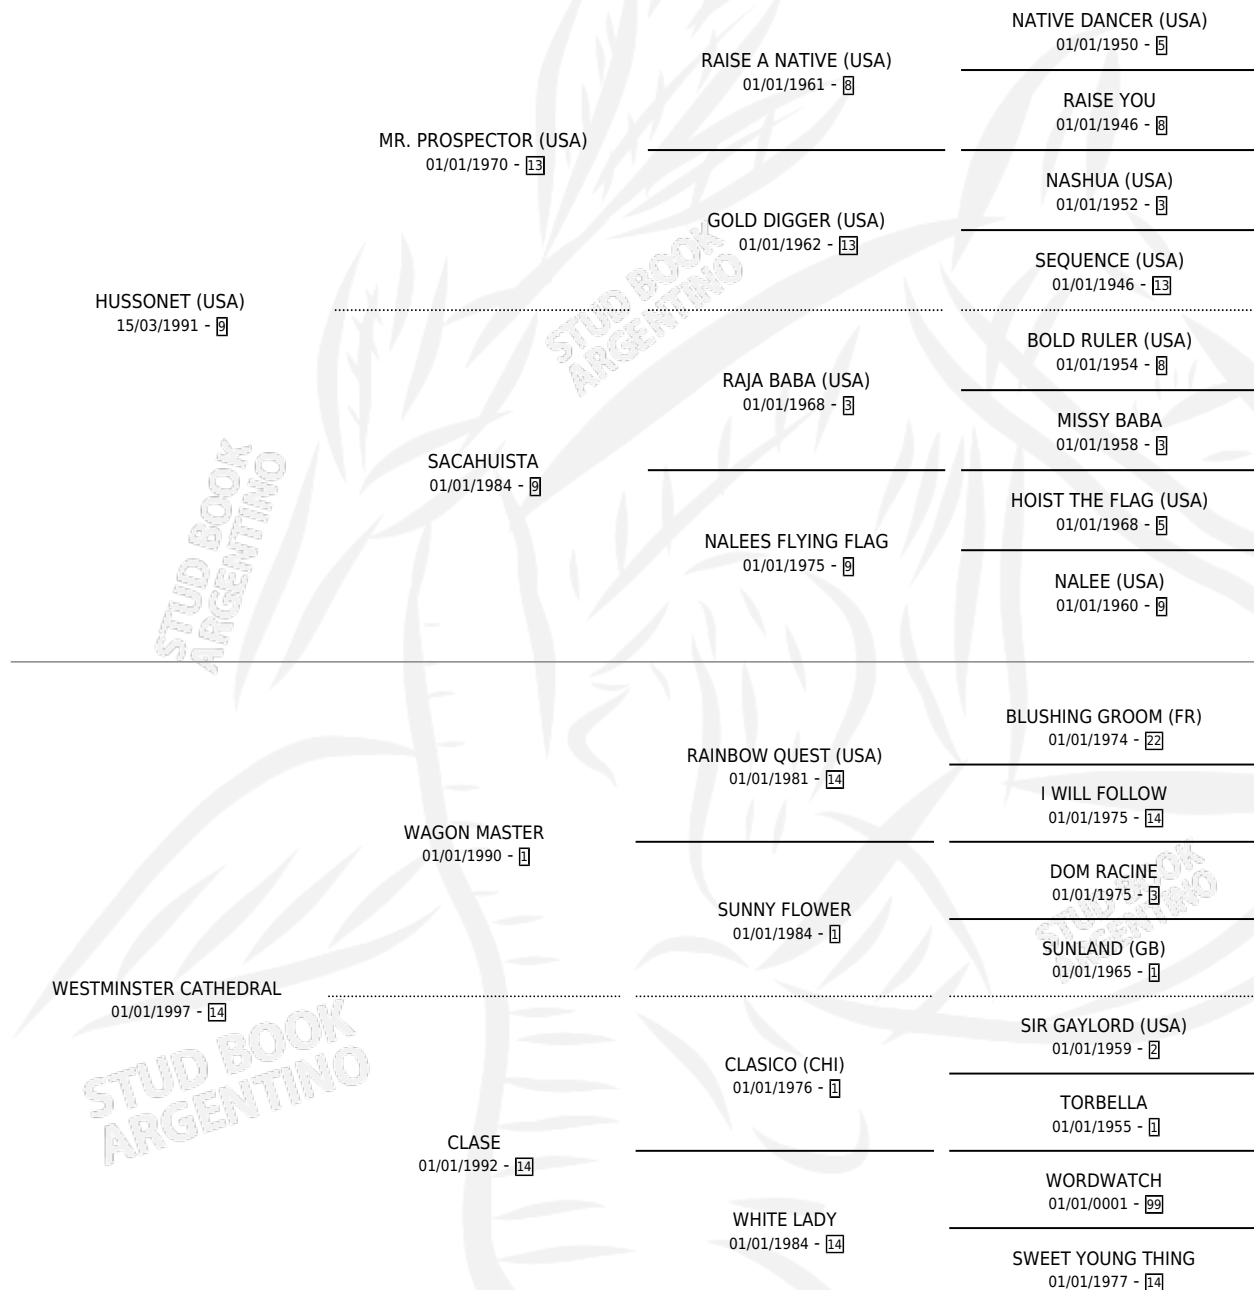 NATIVE DANCER (USA)
01/01/1950 - 5
RAISE A NATIVE (USA)
01/01/1961 - 8
RAISE YOU
01/01/1946 - 8
MR. PROSPECTOR (USA)
01/01/1970 - 13
NASHUA (USA)
01/01/1952 - 3
GOLD DIGGER (USA)
01/01/1962 - 13
SEQUENCE (USA)
01/01/1946 - 13
HUSSONET (USA)
15/03/1991 - 9
STUD BOOK
ARGENTINO
BOLD RULER (USA)
01/01/1954 - 8
RAJA BABA (USA)
01/01/1968 - 3
MISSY BABA
01/01/1958 - 3
SACAHUISTA
01/01/1984 - 9
HOIST THE FLAG (USA)
01/01/1968 - 5
NALEES FLYING FLAG
01/01/1975 - 9
NALEE (USA)
01/01/1960 - 9
STUD BOOK
ARGENTINO
BLUSHING GROOM (FR)
01/01/1974 - 22
RAINBOW QUEST (USA)
01/01/1981 - 14
I WILL FOLLOW
01/01/1975 - 14
WAGON MASTER
01/01/1990 - 1
DOM RACINE
01/01/1975 - 3
SUNNY FLOWER
01/01/1984 - 1
STUD BOOK
ARGENTINO
SUNLAND (GB)
01/01/1965 - 1
WESTMINSTER CATHEDRAL
01/01/1997 - 14
SIR GAYLORD (USA)
01/01/1959 - 2
CLASICO (CHI)
01/01/1976 - 1
TORBELLA
01/01/1955 - 1
STUD BOOK
ARGENTINO
CLASE
01/01/1992 - 14
WORDWATCH
01/01/0001 - 99
WHITE LADY
01/01/1984 - 14
SWEET YOUNG THING
01/01/1977 - 14